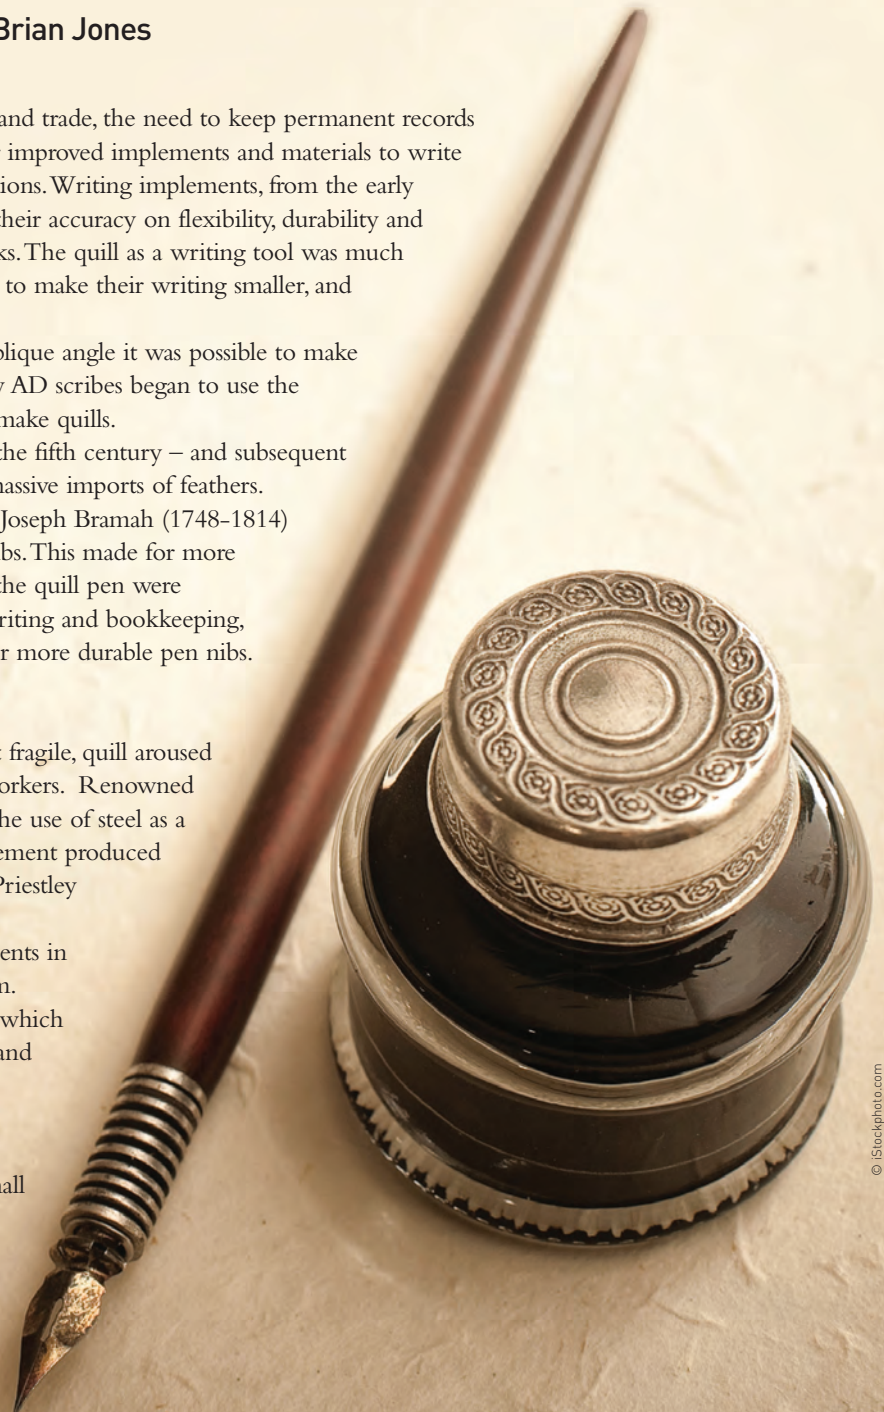 Brian Jones
and trade, the need to keep permanent records
improved implements and materials to write
ions. Writing implements, from the early
their accuracy on flexibility, durability and
ks. The quill as a writing tool was much
to make their writing smaller, and
blique angle it was possible to make
y AD scribes began to use the
make quills.
the fifth century – and subsequent
massive imports of feathers.
Joseph Bramah (1748-1814)
ibs. This made for more
the quill pen were
riting and bookkeeping,
r more durable pen nibs.
t fragile, quill aroused
orkers. Renowned
he use of steel as a
ement produced
Priestley
ents in
n.
which
and
nall
© iStockphoto.com